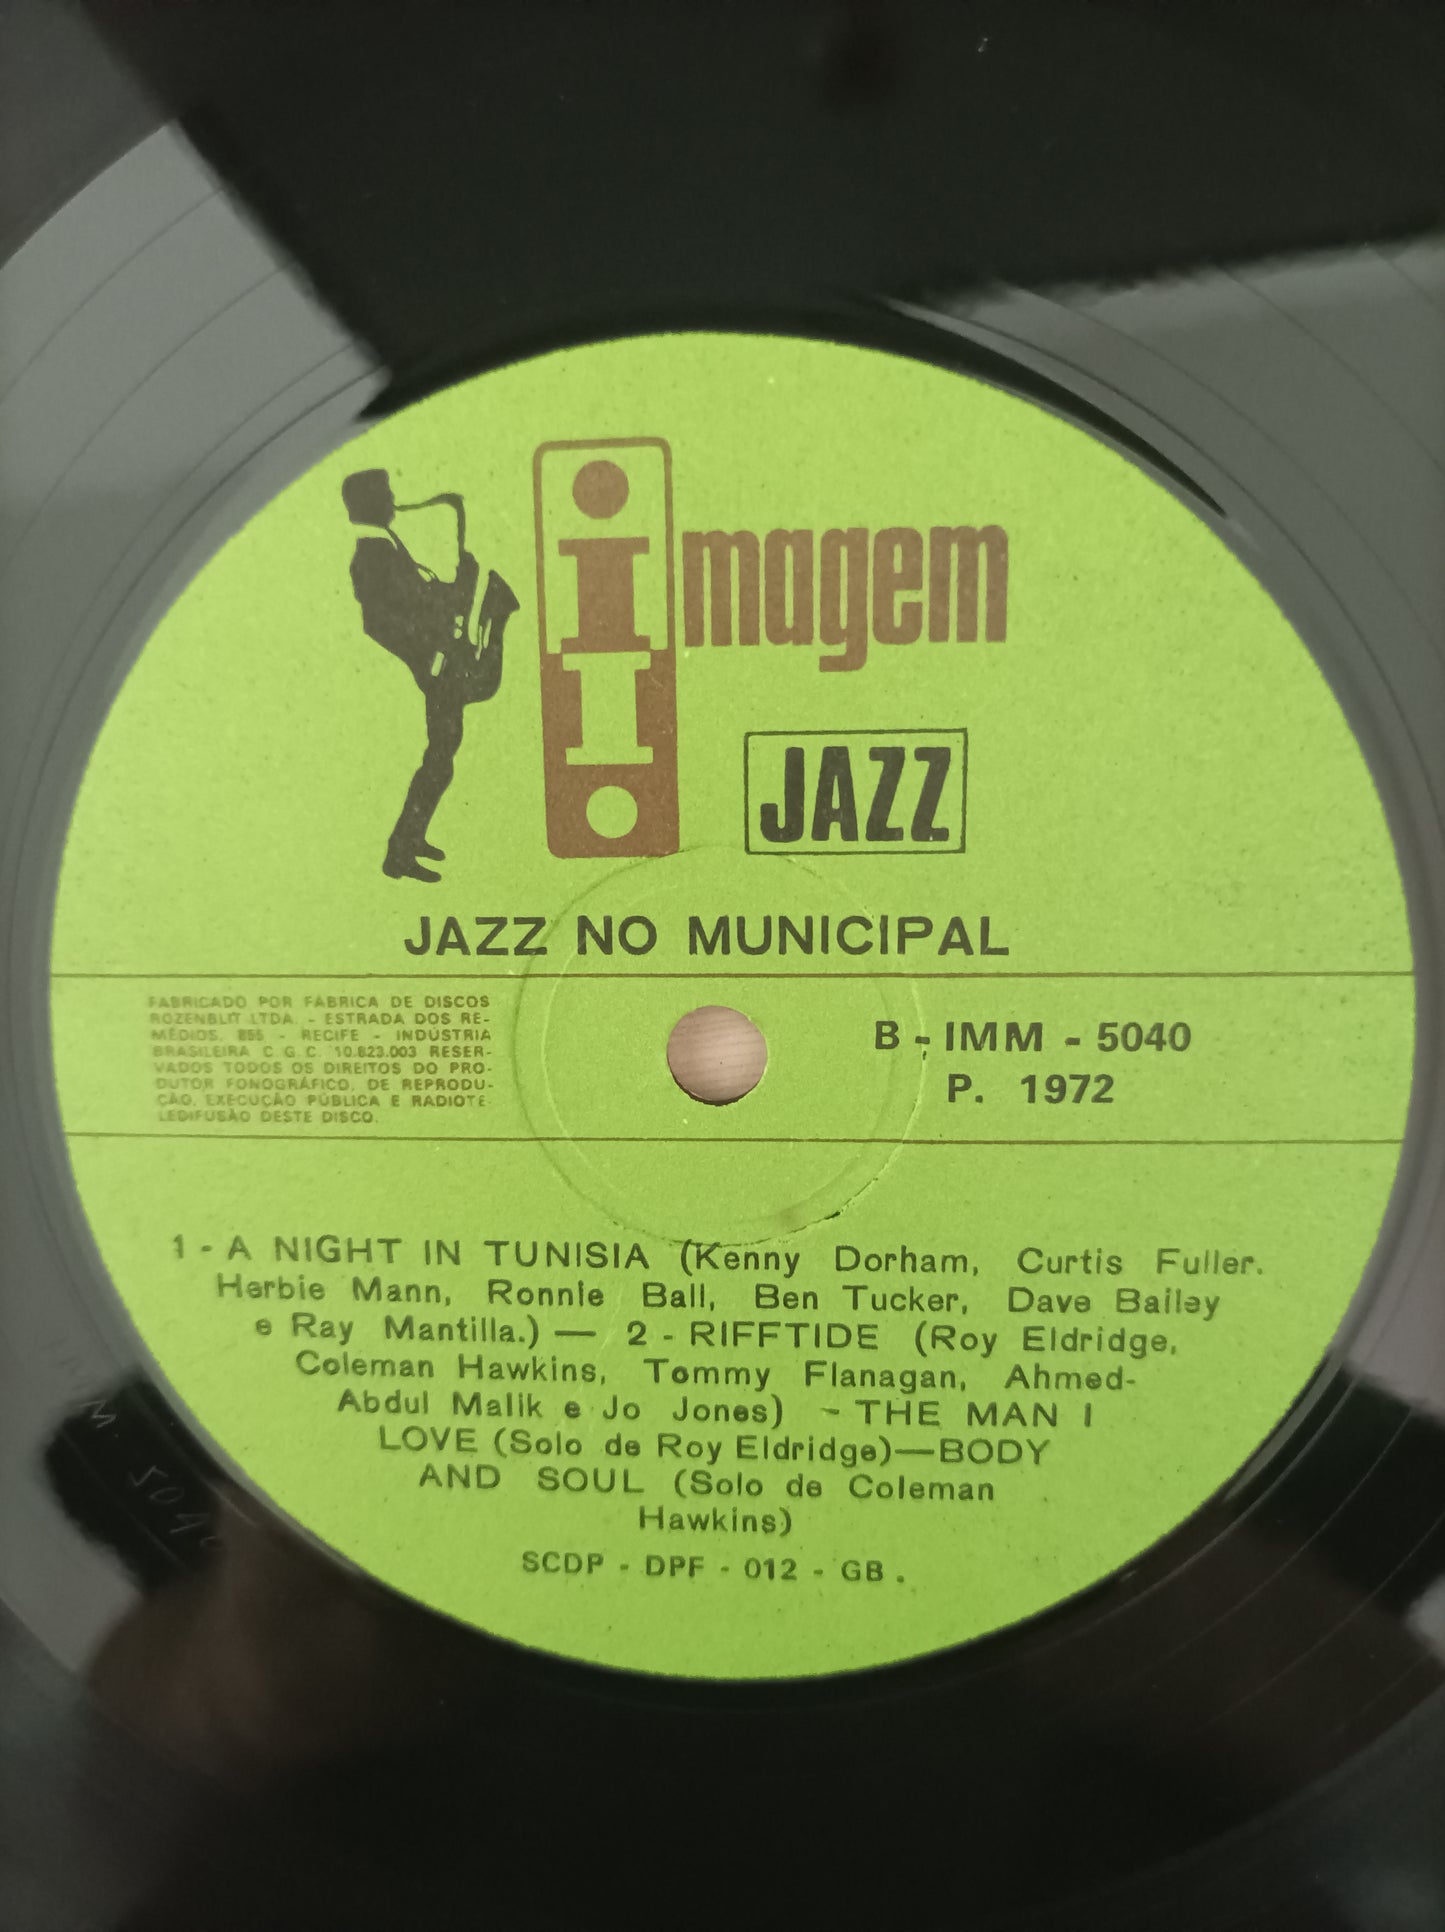 imagem
JAZZ
JAZZ NO MUNICIPAL
FABRICADO POR FABRICA DE DISCOS
ROZENBLIT LTDA. - ESTRADA DOS RE-
MÉDIOS, 855 - RECIFE - INDÚSTRIA
BRASILEIRA C.G.C. 10.823.003 RESER-
VADOS TODOS OS DIREITOS DO PRO-
DUTOR FONOGRÁFICO, DE REPRODU-
ÇÃO, EXECUÇÃO PÚBLICA E RADIOTE-
LEDIFUSÃO DESTE DISCO.
B - IMM - 5040
P. 1972
1 - A NIGHT IN TUNISIA (Kenny Dorham, Curtis Fuller.
Herbie Mann, Ronnie Ball, Ben Tucker, Dave Bailey
e Ray Mantilla.) — 2 - RIFFTIDE (Roy Eldridge,
Coleman Hawkins, Tommy Flanagan, Ahmed-
Abdul Malik e Jo Jones) - THE MAN I
LOVE (Solo de Roy Eldridge)—BODY
AND SOUL (Solo de Coleman
Hawkins)
SCDP - DPF - 012 - GB .